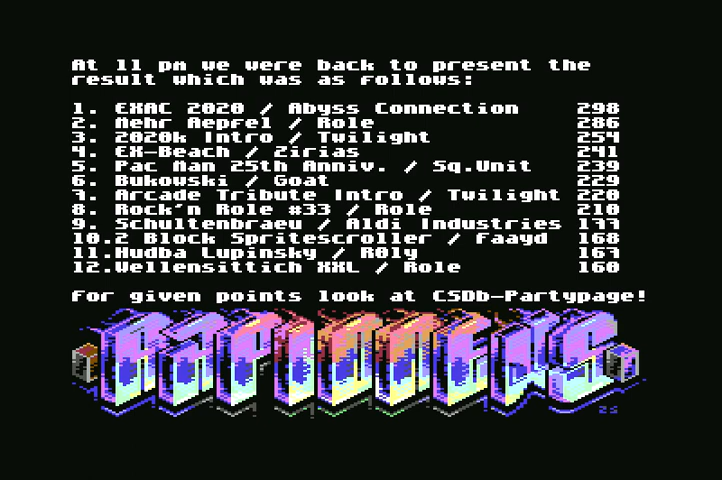 At 11 pm we were back to present the
result which was as follows:
1. EXAC 2020 / Abyss Connection 298
2. Mehr Aepfel / Role 286
3. 2020k Intro / Twilight 254
4. EX-Beach / Zirias 241
5. Pac Man 25th Anniv. / Sq.Unit 239
6. Bukowski / Goat 229
7. Arcade Tribute Intro / Twilight 220
8. Rock'n Role #33 / Role 210
9. Schultenbraeu / Aldi Industries 177
10.2 Block Spritescroller / Faayd 168
11.Hudba Lupinsky / R0ly 167
12.Wellensittich XXL / Role 160
For given points look at CSDb-Partypage!
RAPIDNEWS